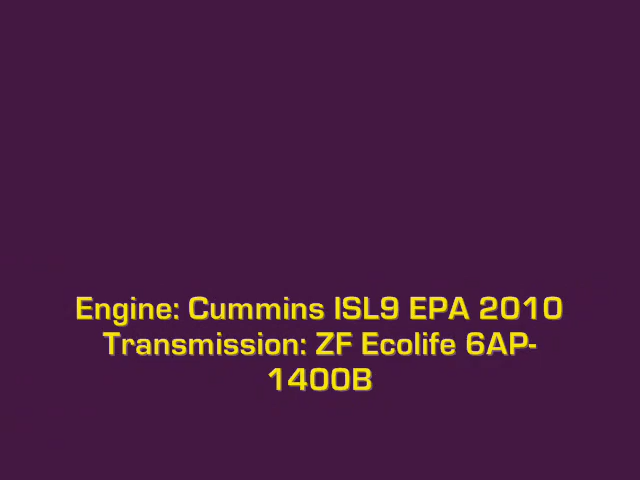 Engine: Cummins ISL9 EPA 2010
Transmission: ZF Ecolife 6AP-
1400B